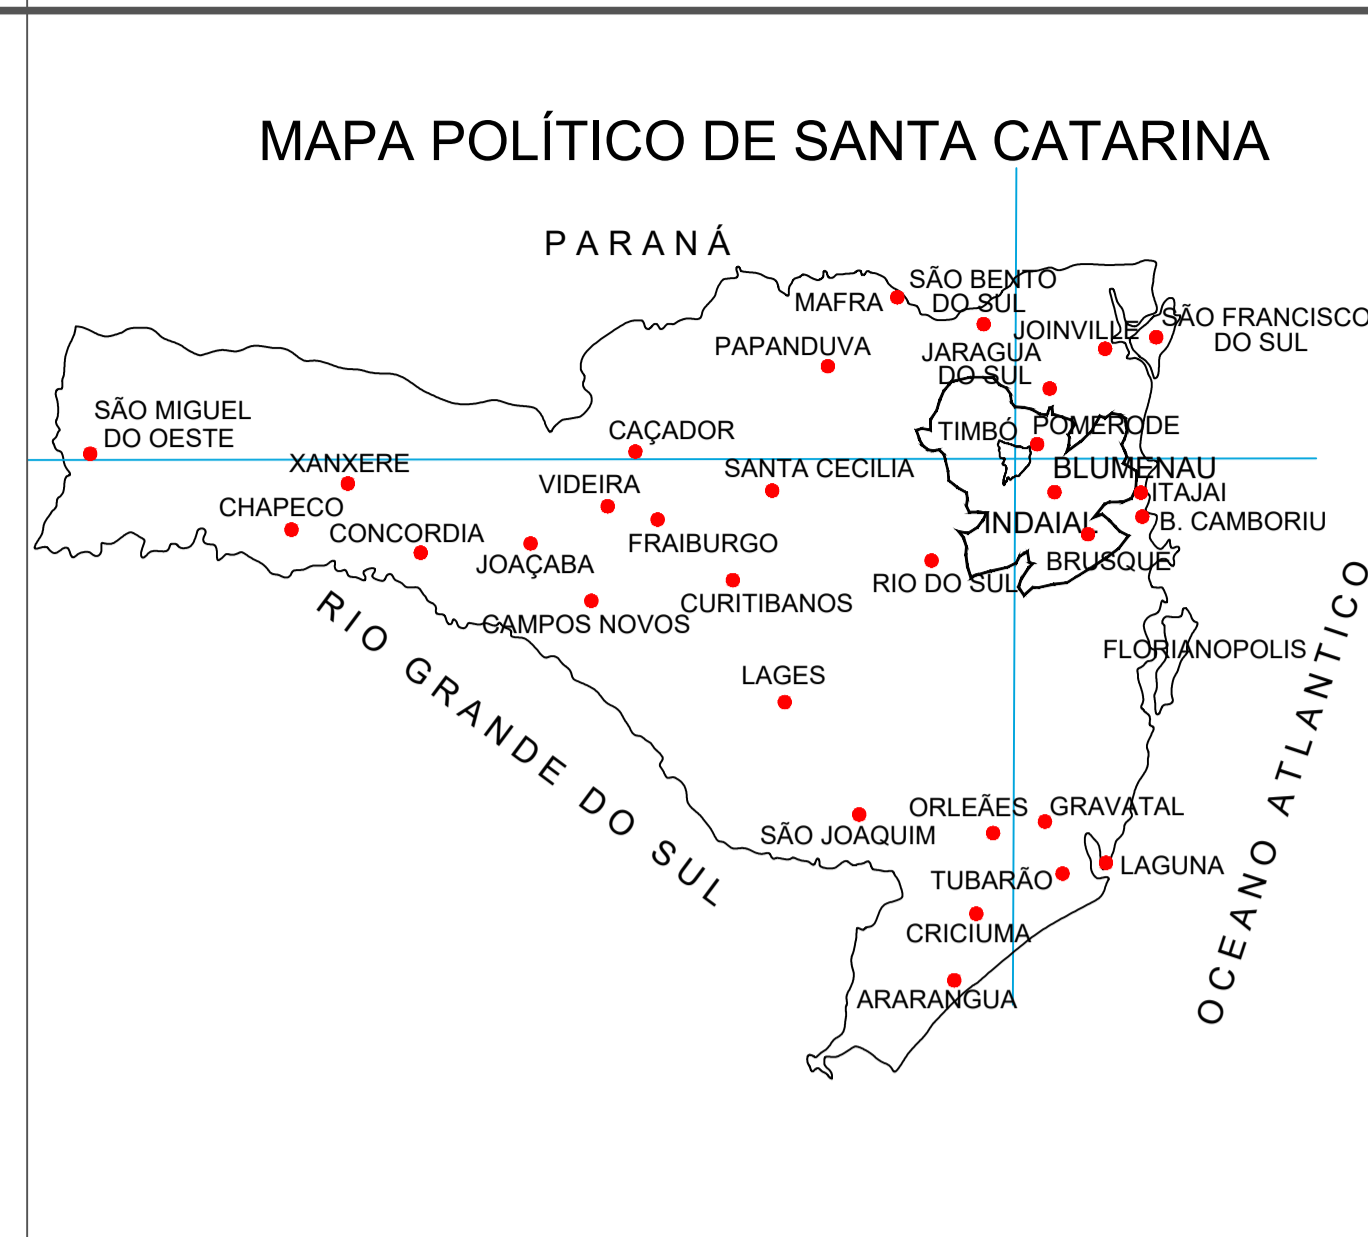 MAPA POLÍTICO DE SANTA CATARINA
PARANÁ
SÃO BENTO
DO SUL
MAFRA
SÃO FRANCISCO
DO SUL
JOINVILLE
PAPANDUVA
JARAGUA
DO SUL
SÃO MIGUEL
DO OESTE
CAÇADOR
TIMBÓ
POMERODE
XANXERE
SANTA CECILIA
BLUMENAU
VIDEIRA
ITAJAI
CHAPECO
B. CAMBORIU
INDAIAL
CONCORDIA
FRAIBURGO
JOAÇABA
BRUSQUE
RIO DO SUL
CURITIBANOS
CAMPOS NOVOS
FLORIANOPOLIS
LAGES
RIO GRANDE DO SUL
OCEANO ATLANTICO
ORLEÃES
GRAVATAL
SÃO JOAQUIM
LAGUNA
TUBARÃO
CRICIUMA
ARARANGUA